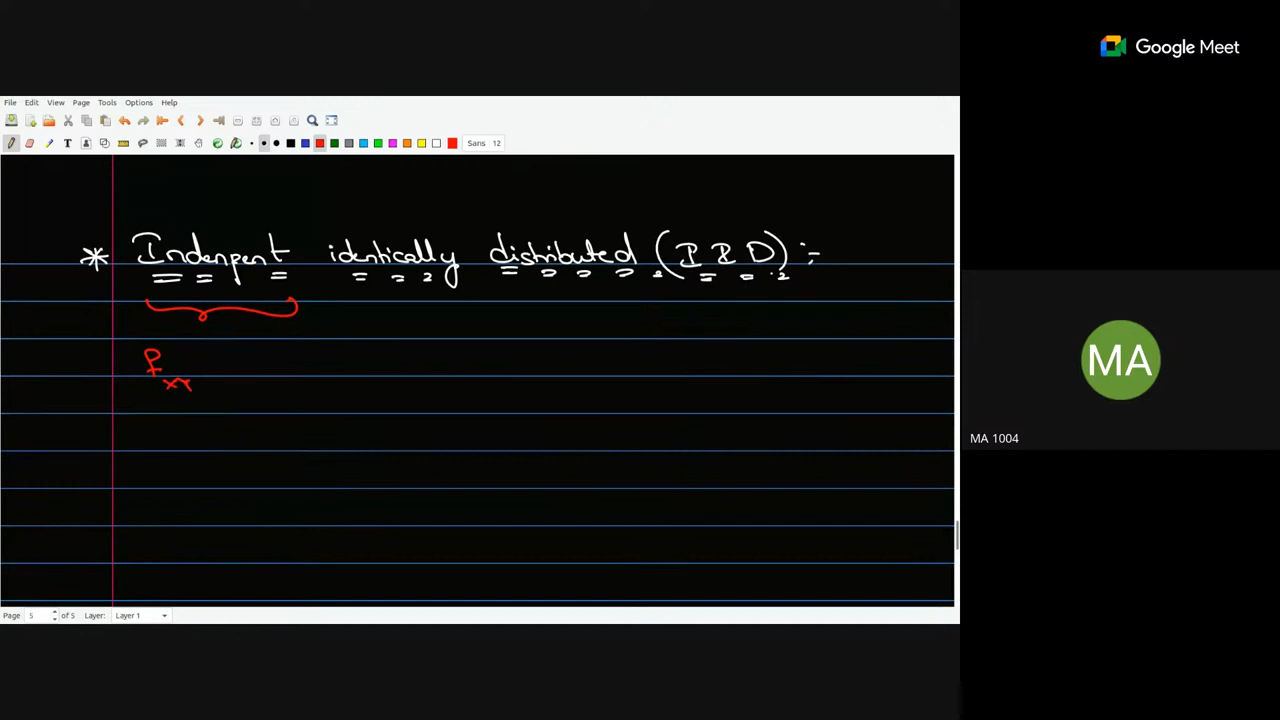 Google Meet
File Edit View Page Tools Options Help
Sans 12
* Indenpent identically distributed (I I D) :-
f
xy
MA
MA 1004
Page 5 of 5 Layer: Layer 1